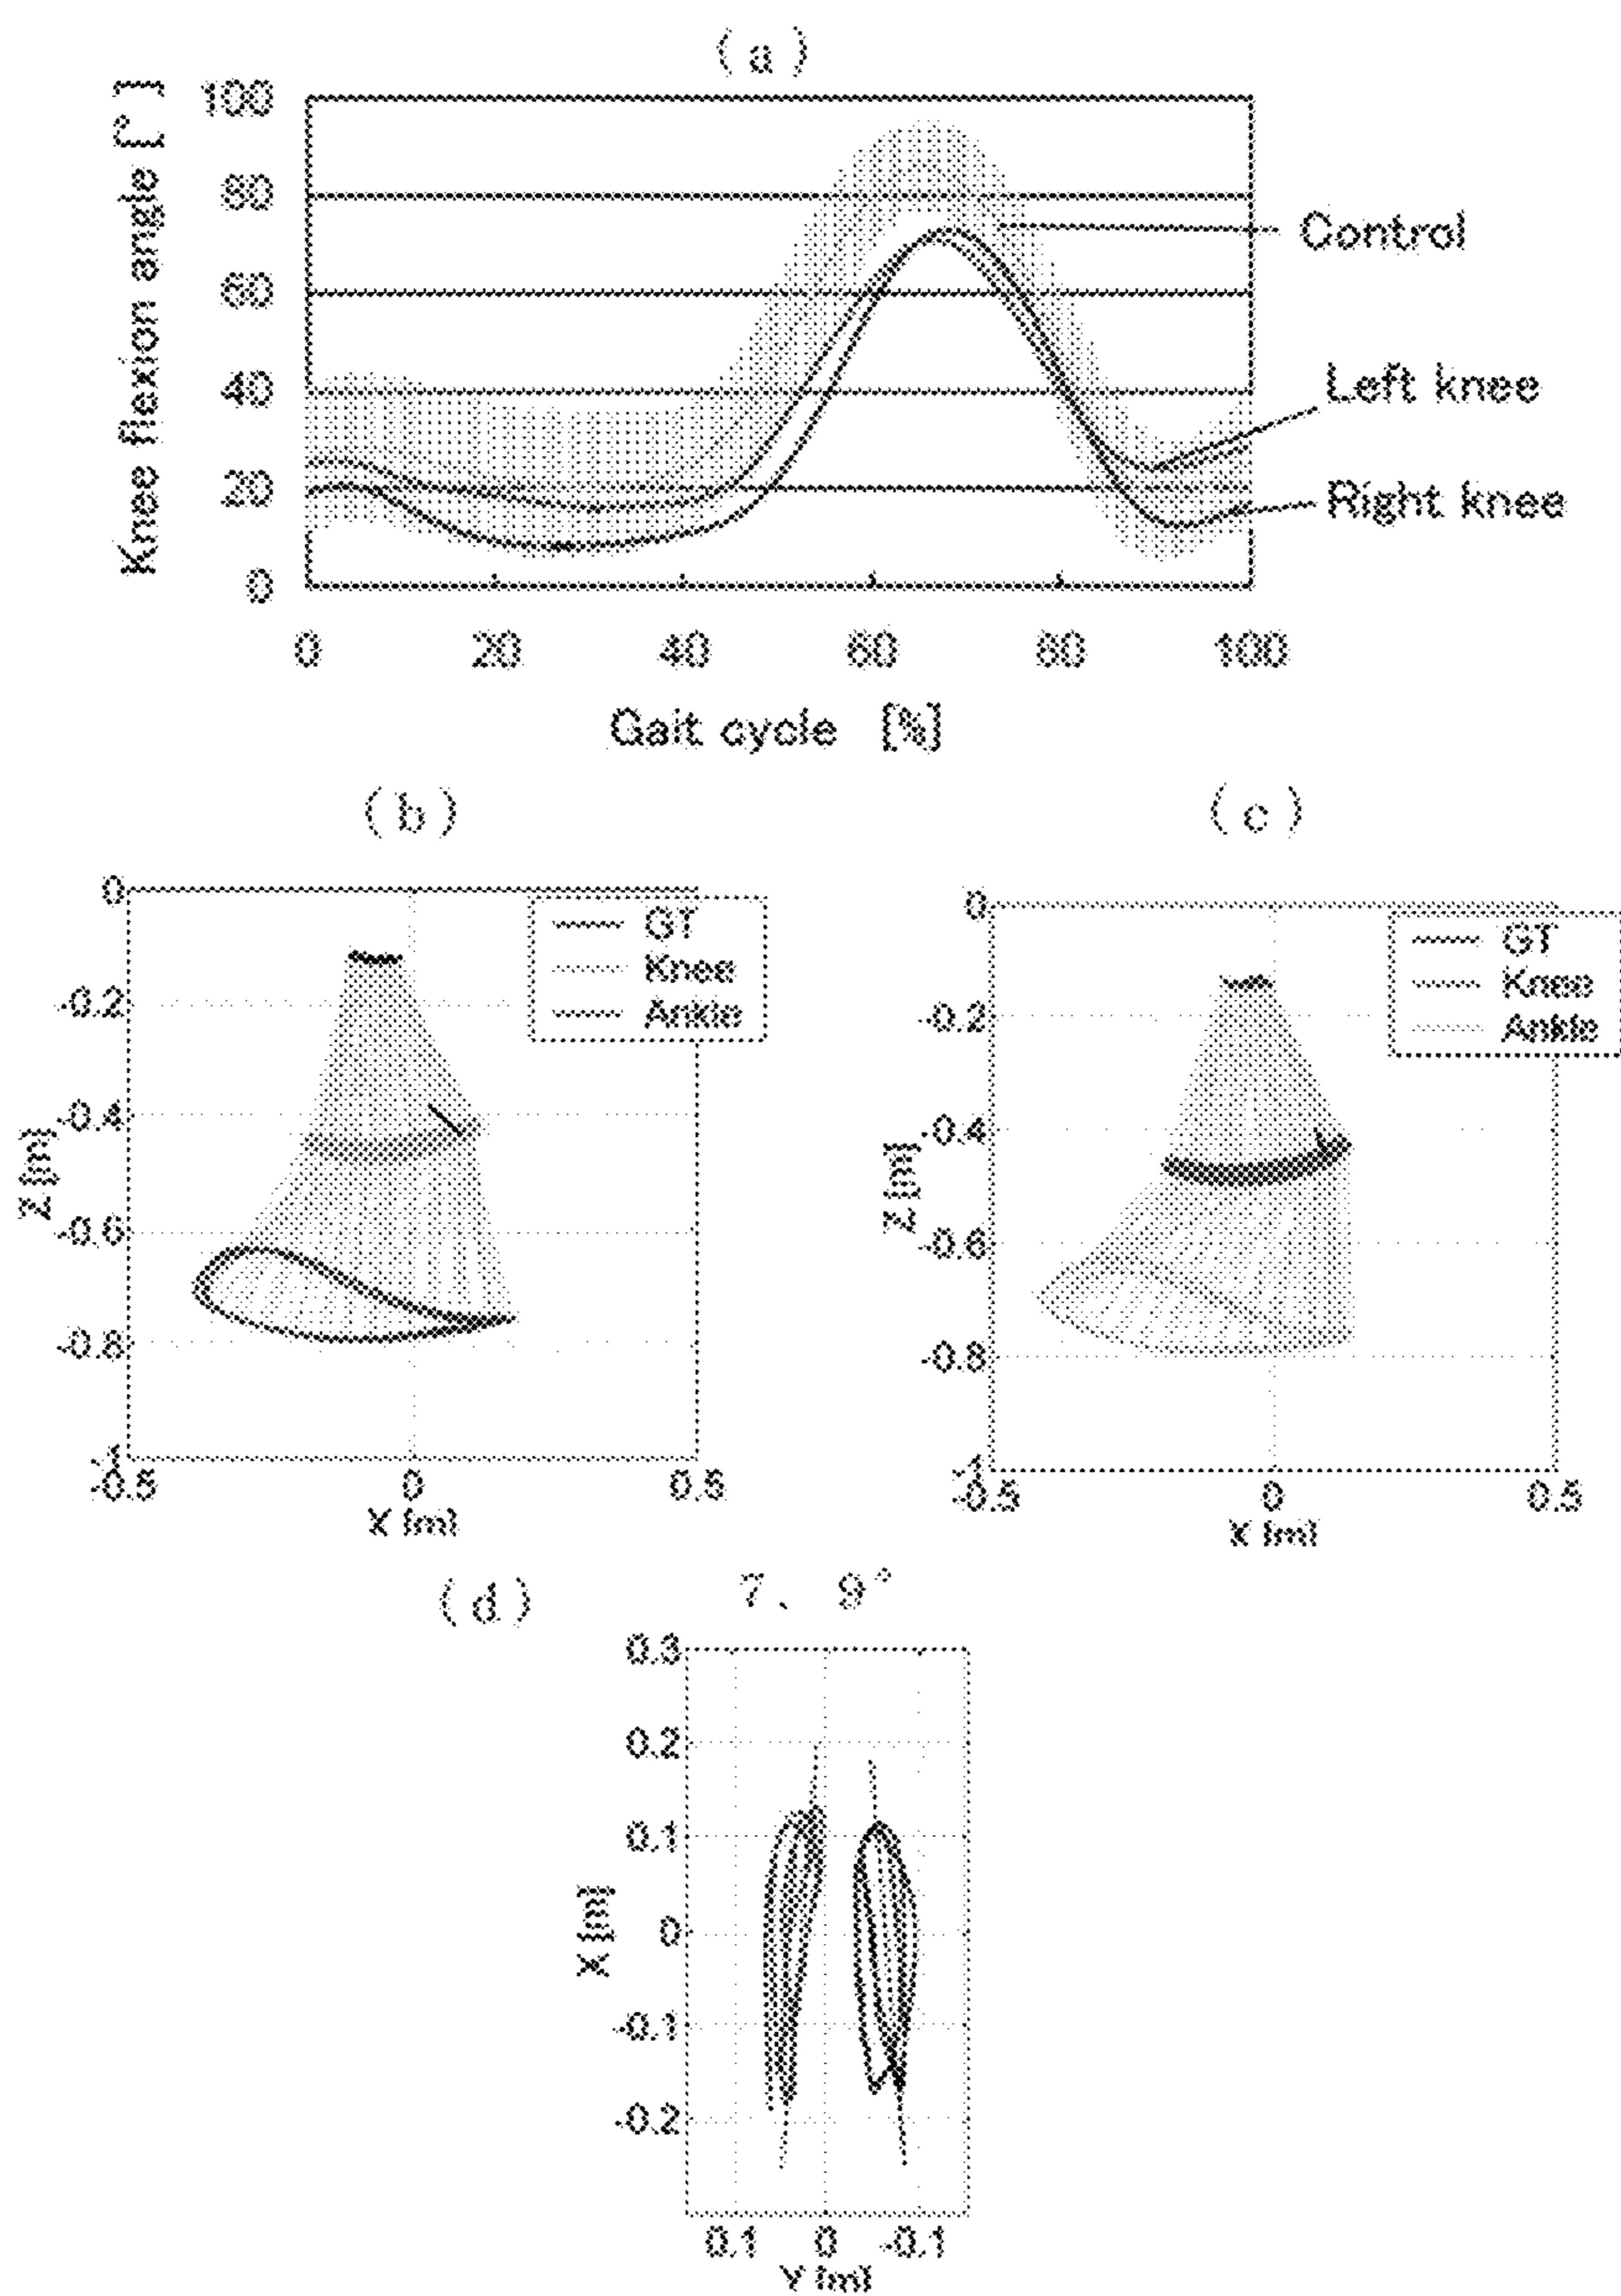 (a)
Knee flexion angle [°]
100
80
60
40
20
0
Control
Left knee
Right knee
0 20 40 60 80 100
Gait cycle [%]
(b)
0
-0.2
-0.4
-0.6
-0.8
-1
Z [m]
GT
Knee
Ankle
-0.5 0 0.5
X [m]
(c)
0
-0.2
-0.4
-0.6
-0.8
-1
Z [m]
GT
Knee
Ankle
-0.5 0 0.5
X [m]
(d) 7、9°
0.3
0.2
0.1
0
-0.1
-0.2
X [m]
0.1 0 -0.1
Y [m]